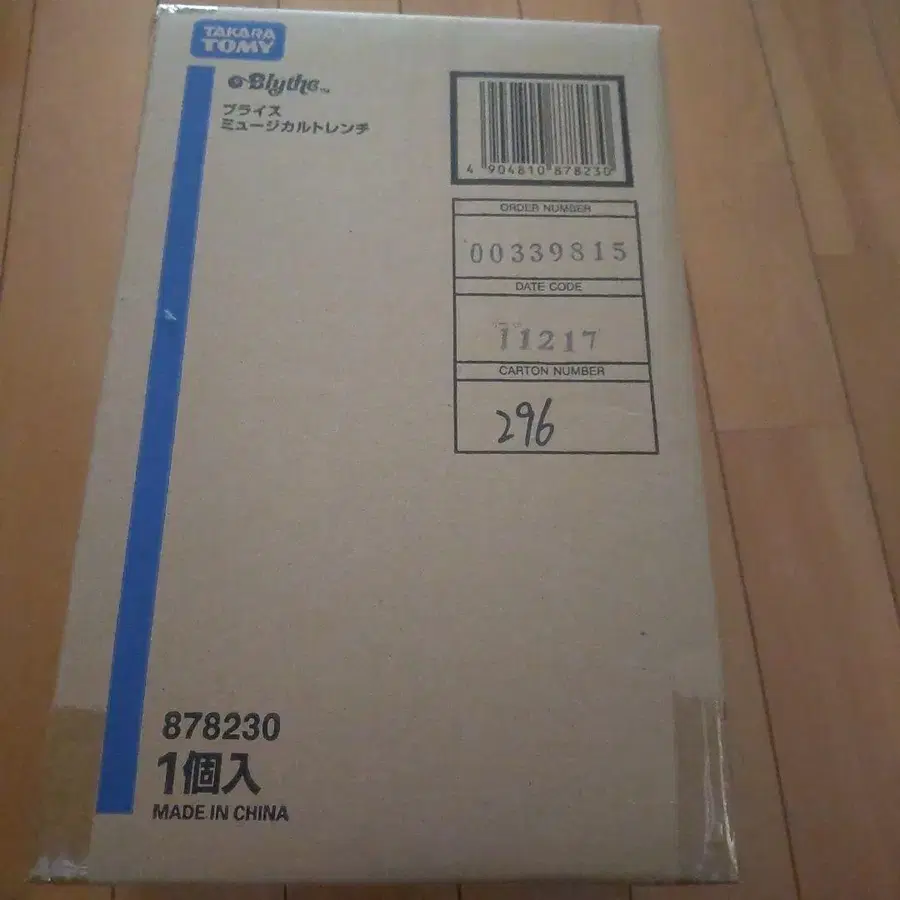 TAKARA
TOMY
Blythe™
ブライス
ミュージカルトレンチ
4 904810 878230
ORDER NUMBER
00339815
DATE CODE
11217
CARTON NUMBER
296
878230
1個入
MADE IN CHINA